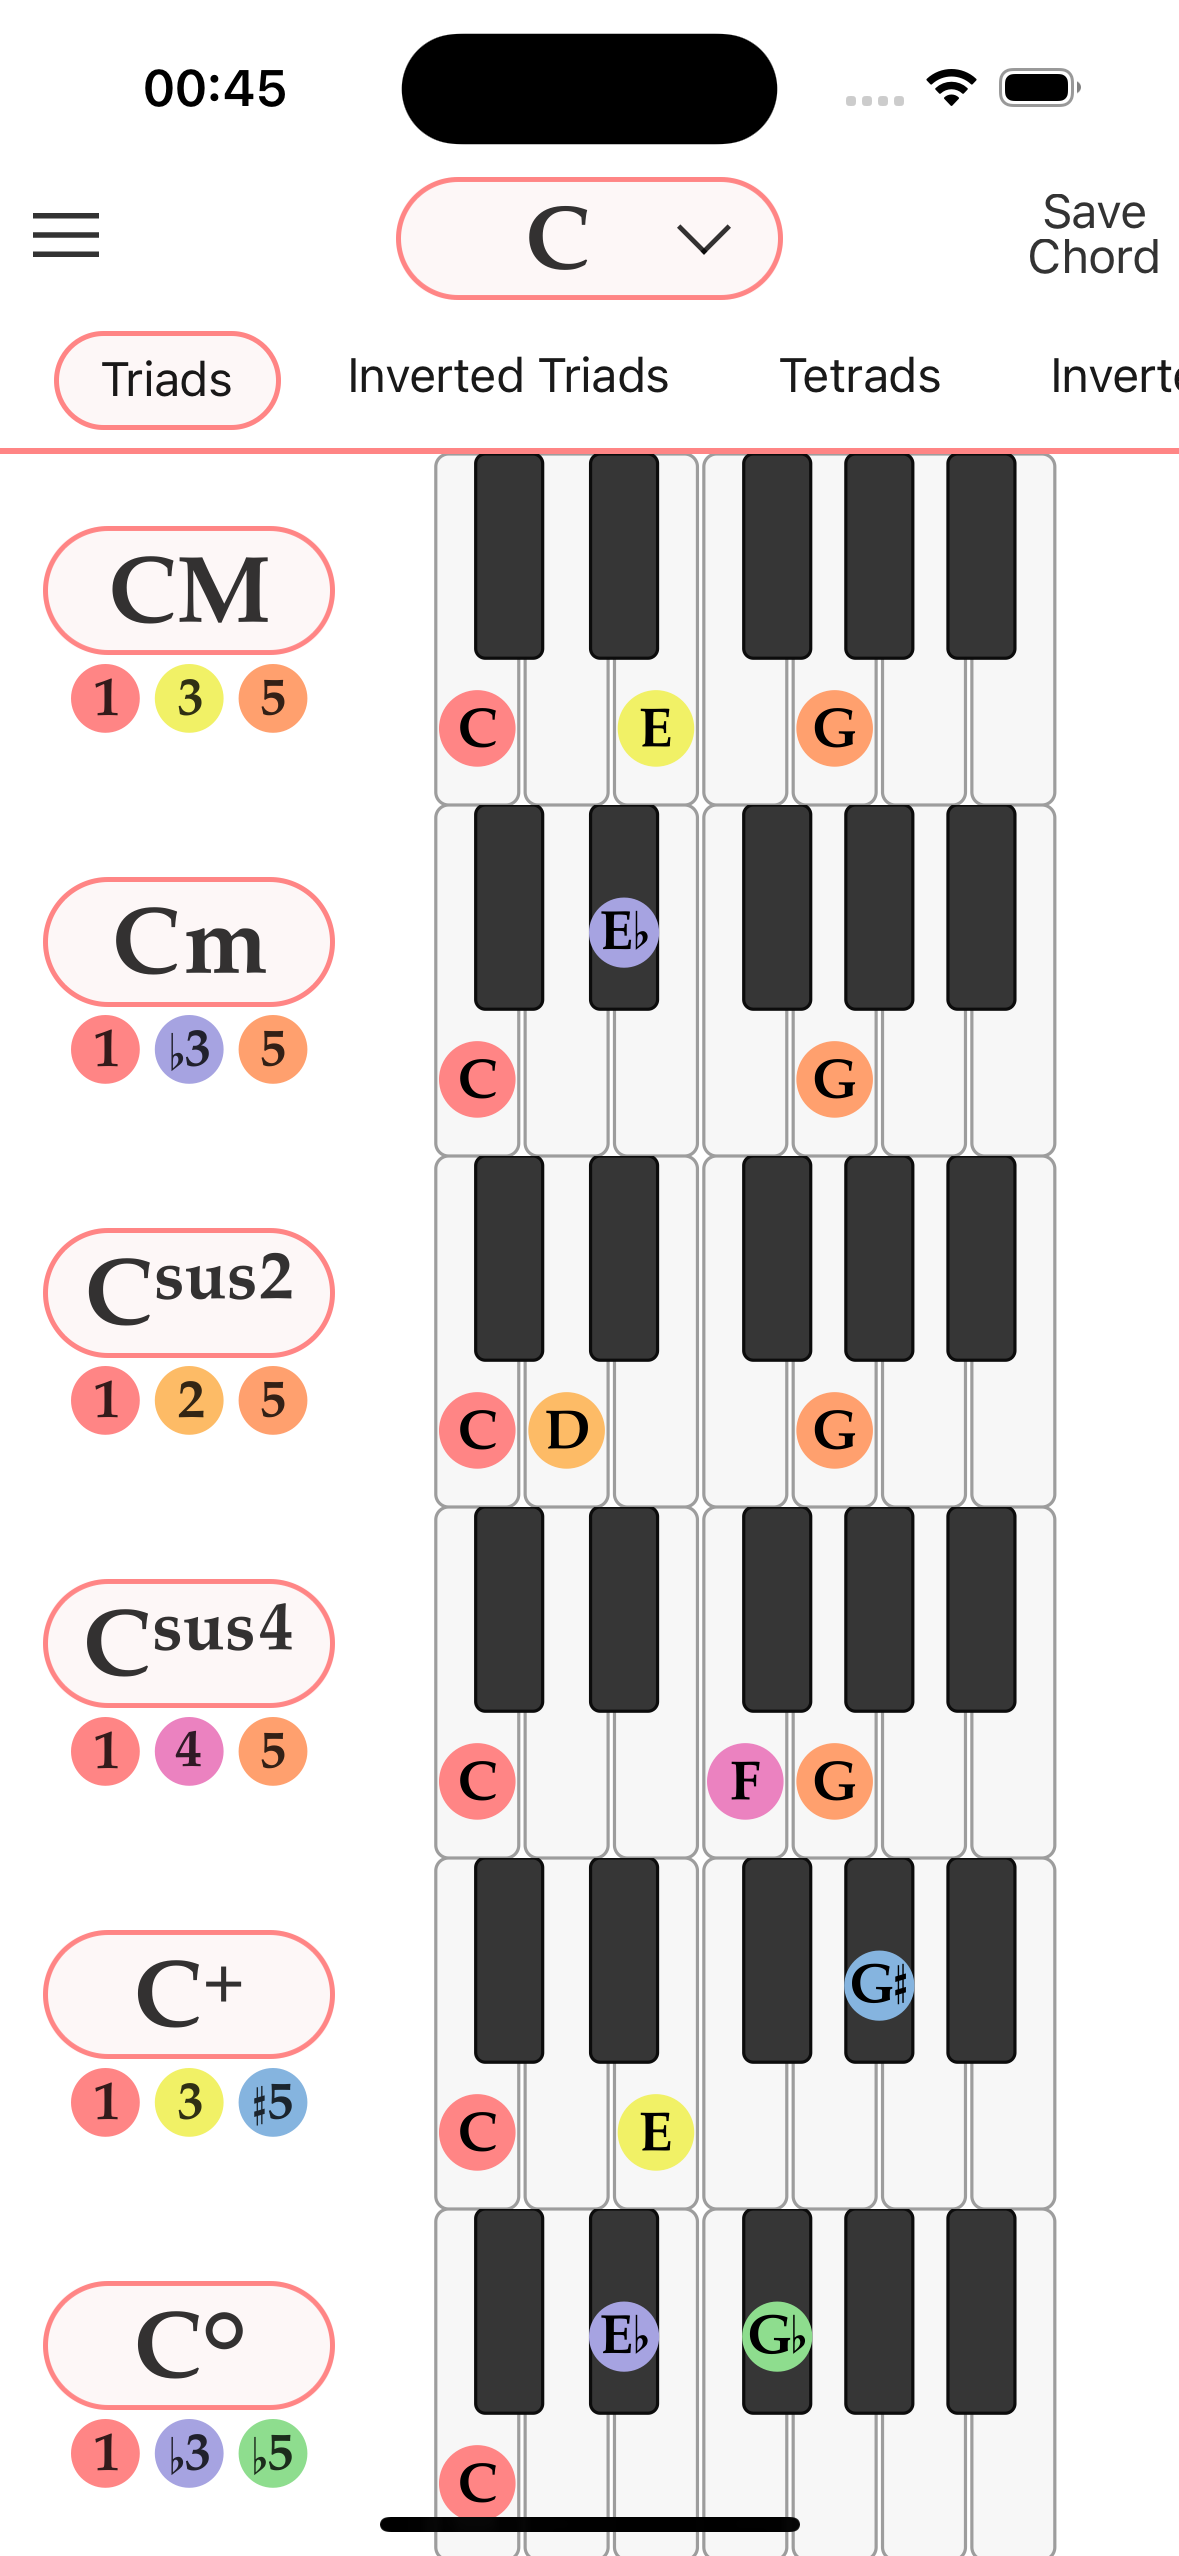 00:45
C
Save
Chord
Triads Inverted Triads Tetrads Inverte
CM
1 3 5
C E G
Cm
1 ♭3 5
E♭
C G
Csus2
1 2 5
C D G
Csus4
1 4 5
C F G
C+
1 3 ♯5
G♯
C E
C°
1 ♭3 ♭5
E♭ G♭
C